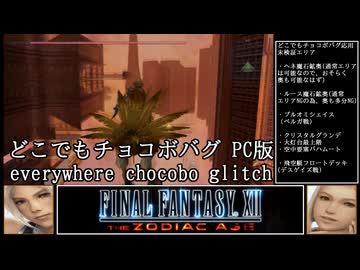 どこでもチョコボバグ応用
未検証エリア
・ヘネ魔石鉱奥(通常エリア
は可能なので、おそらく
奥も可能なはず)
・ルース魔石鉱奥(通常エ
リアNGの為、奥も多分NG)
・ブルオミシェイス
(ベルガ戦)
・クリスタルグランデ
・大灯台最上階
・空中要塞バハムート
・飛空艇フロートデッキ
(デスゲイズ戦)
どこでもチョコボバグ PC版
everywhere chocobo glitch
FINAL FANTASY XII
THE ZODIAC AGE